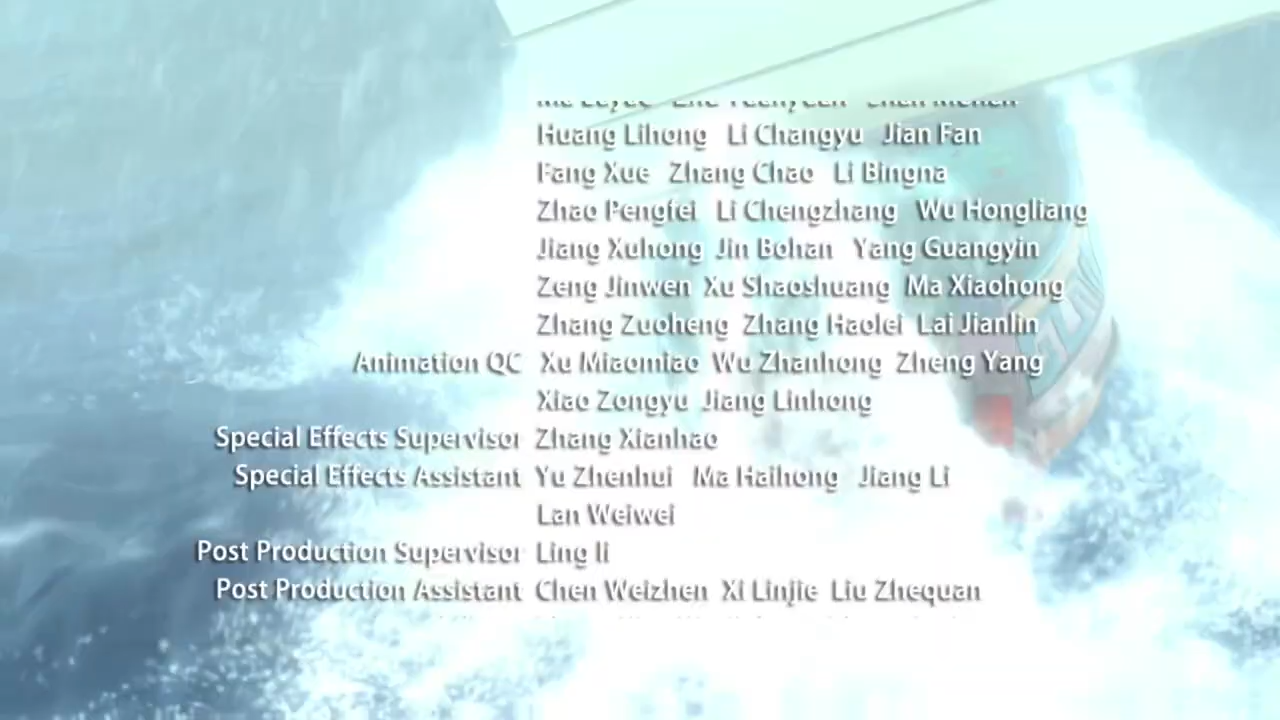 Huang Lihong Li Changyu Jian Fan
Fang Xue Zhang Chao Li Bingna
Zhao Pengfei Li Chengzhang Wu Hongliang
Jiang Xuhong Jin Bohan Yang Guangyin
Zeng Jinwen Xu Shaoshuang Ma Xiaohong
Zhang Zuoheng Zhang Haolei Lai Jianlin
Animation QC Xu Miaomiao Wu Zhanhong Zheng Yang
Xiao Zongyu Jiang Linhong
Special Effects Supervisor Zhang Xianhao
Special Effects Assistant Yu Zhenhui Ma Haihong Jiang Li
Lan Weiwei
Post Production Supervisor Ling li
Post Production Assistant Chen Weizhen Xi Linjie Liu Zhequan